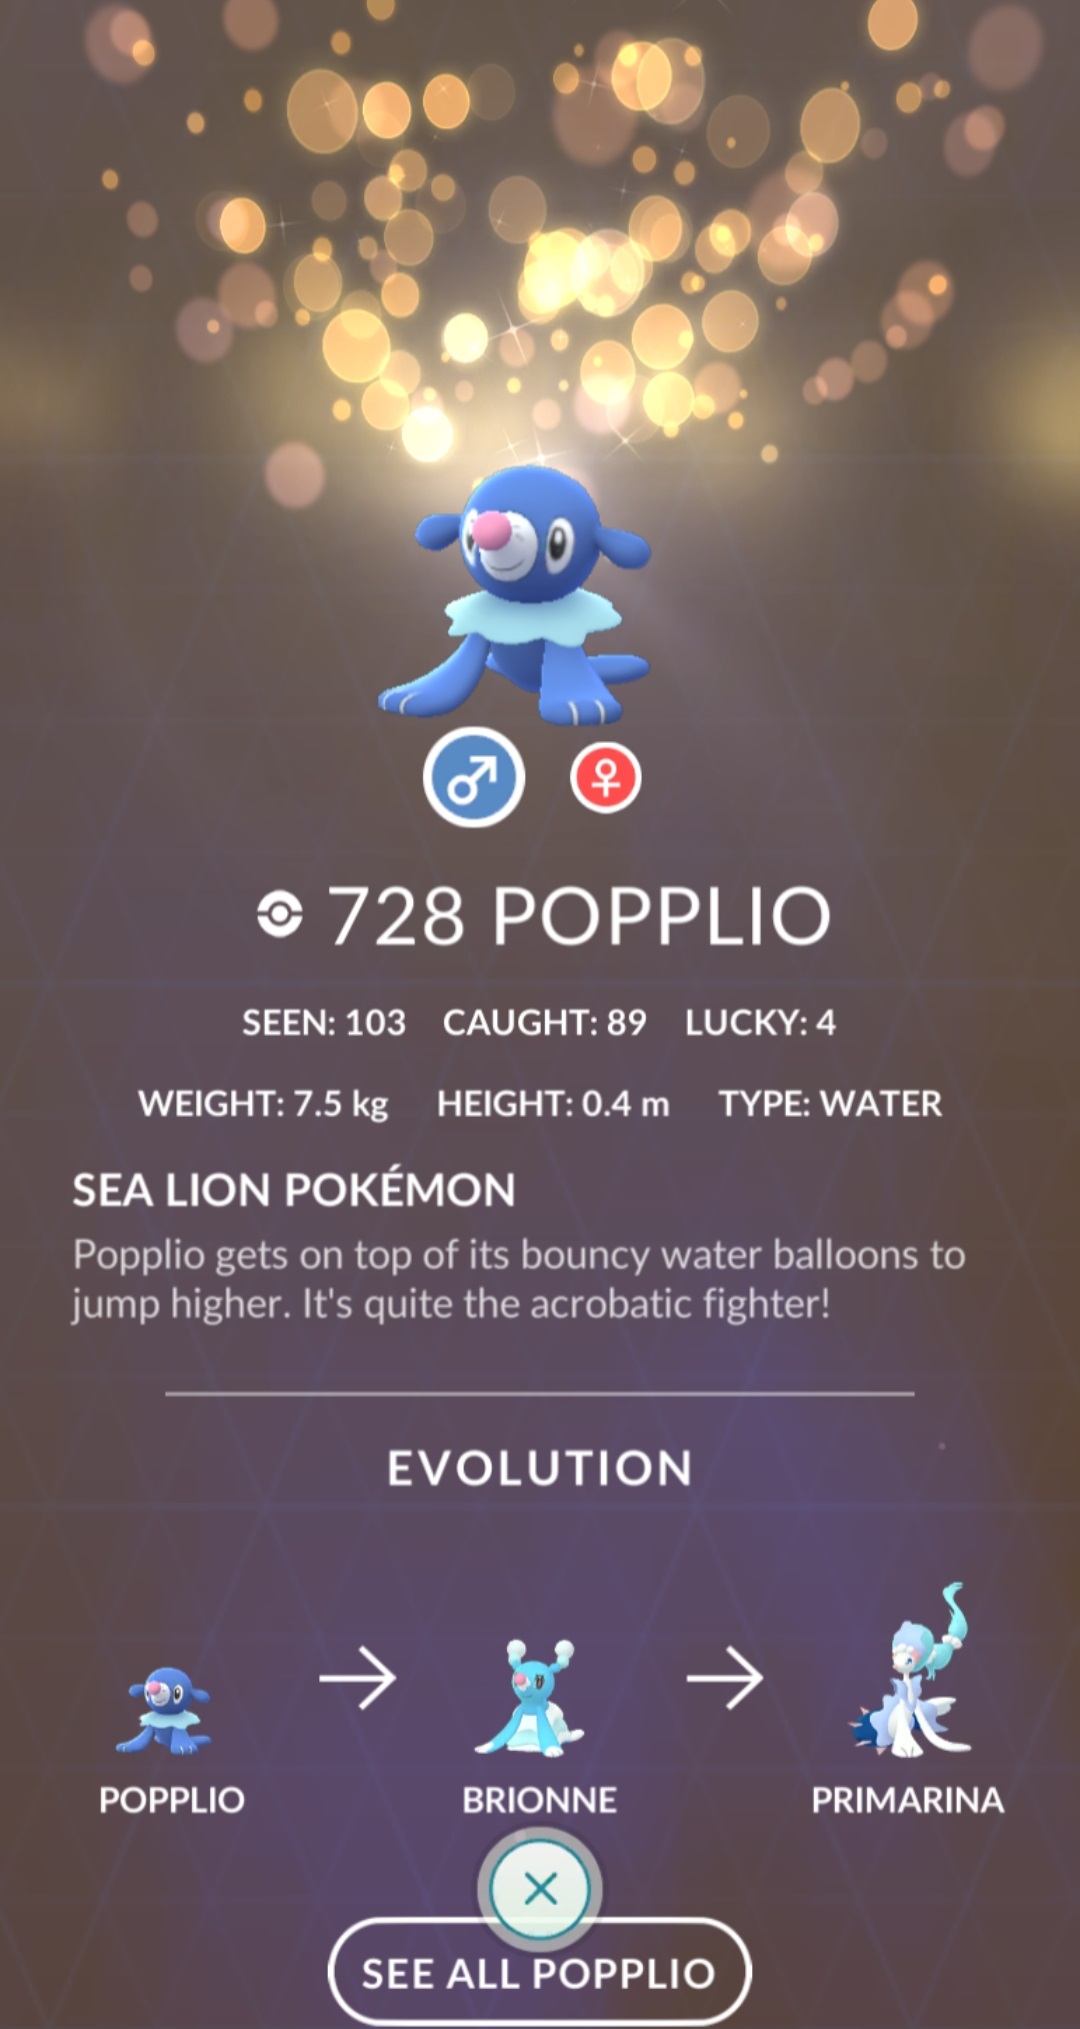 728 POPPLIO
SEEN: 103 CAUGHT: 89 LUCKY: 4
WEIGHT: 7.5 kg HEIGHT: 0.4 m TYPE: WATER
SEA LION POKÉMON
Popplio gets on top of its bouncy water balloons to
jump higher. It's quite the acrobatic fighter!
EVOLUTION
POPPLIO BRIONNE PRIMARINA
SEE ALL POPPLIO